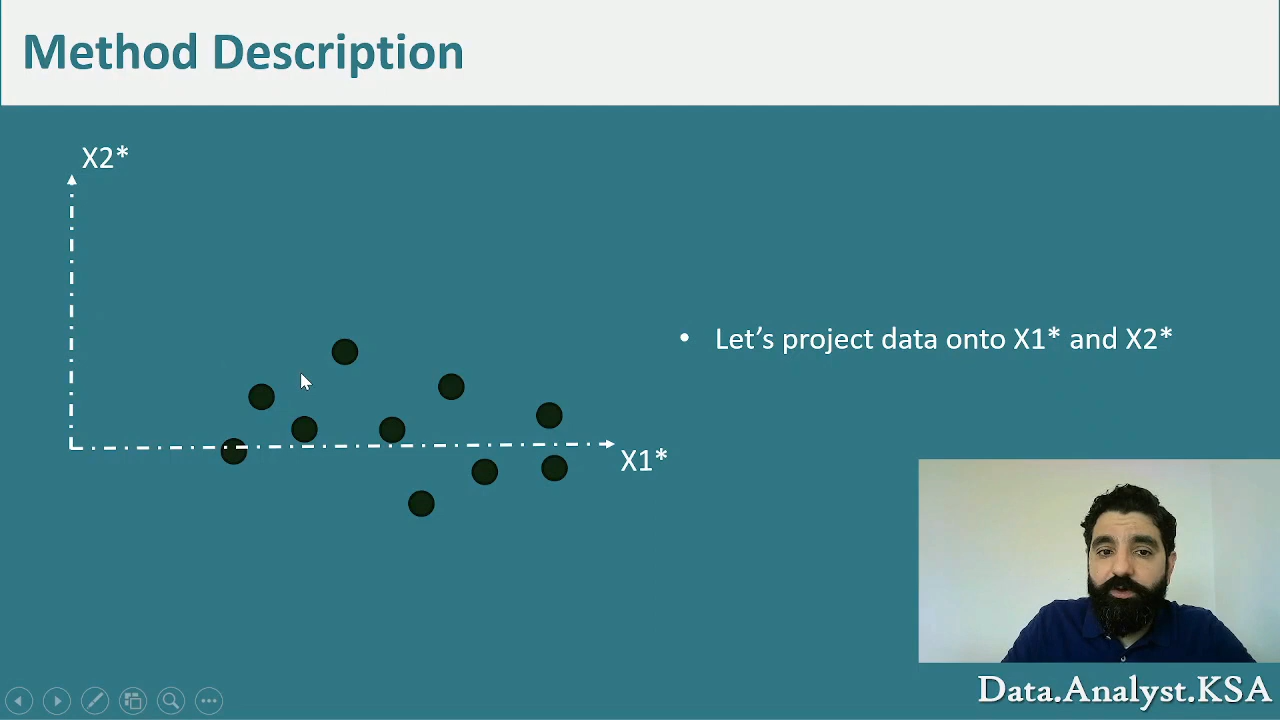 Method Description
X2*
• Let’s project data onto X1* and X2*
X1*
Data.Analyst.KSA